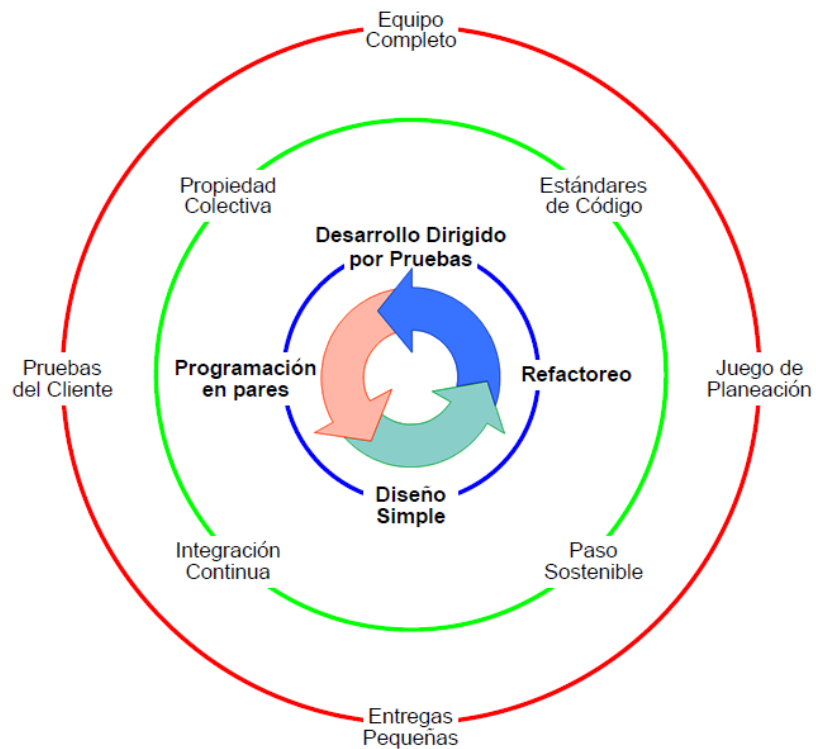 Equipo
Completo
Propiedad
Colectiva
Estándares
de Código
Desarrollo Dirigido
por Pruebas
Pruebas
del Cliente
Programación
en pares
Refactoreo
Juego de
Planeación
Diseño
Simple
Integración
Continua
Paso
Sostenible
Entregas
Pequeñas